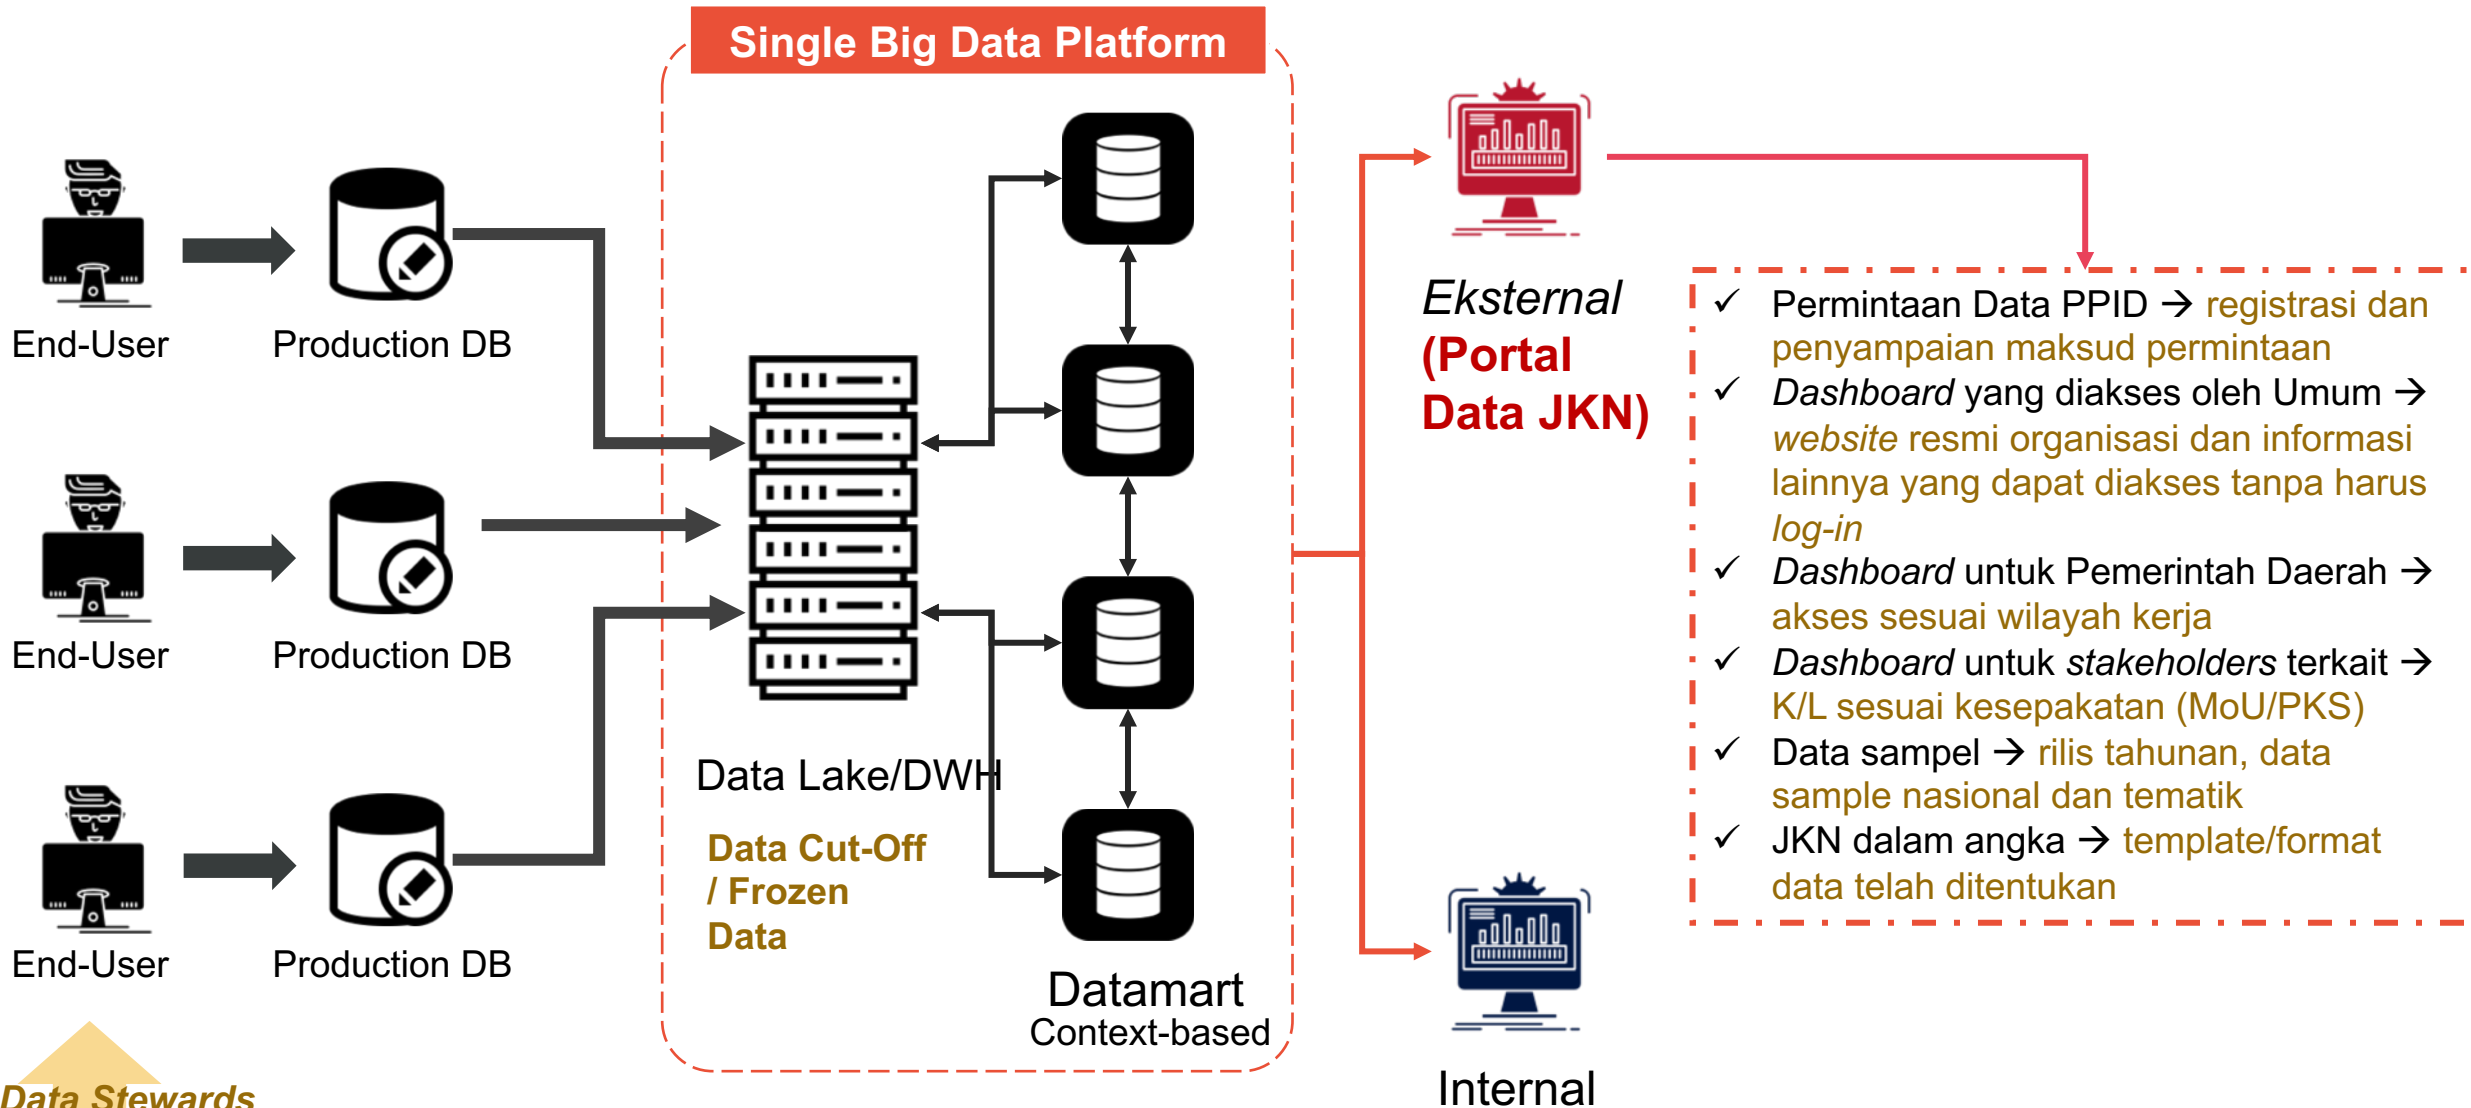 Single Big Data Platform
End-User
Production DB
End-User
Production DB
End-User
Production DB
Data Stewards
Data Lake/DWH
Data Cut-Off
/ Frozen
Data
Datamart
Context-based
Eksternal
(Portal
Data JKN)
Internal
✓ Permintaan Data PPID → registrasi dan
penyampaian maksud permintaan
✓ Dashboard yang diakses oleh Umum →
website resmi organisasi dan informasi
lainnya yang dapat diakses tanpa harus
log-in
✓ Dashboard untuk Pemerintah Daerah →
akses sesuai wilayah kerja
✓ Dashboard untuk stakeholders terkait →
K/L sesuai kesepakatan (MoU/PKS)
✓ Data sampel → rilis tahunan, data
sample nasional dan tematik
✓ JKN dalam angka → template/format
data telah ditentukan